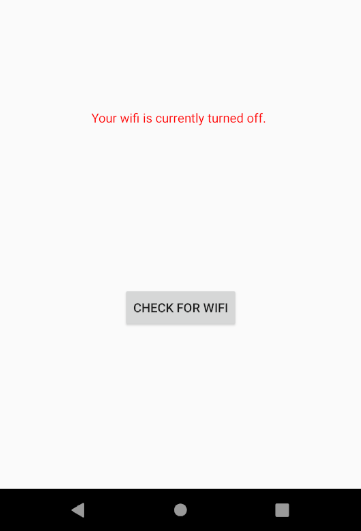 Your wifi is currently turned off.
CHECK FOR WIFI